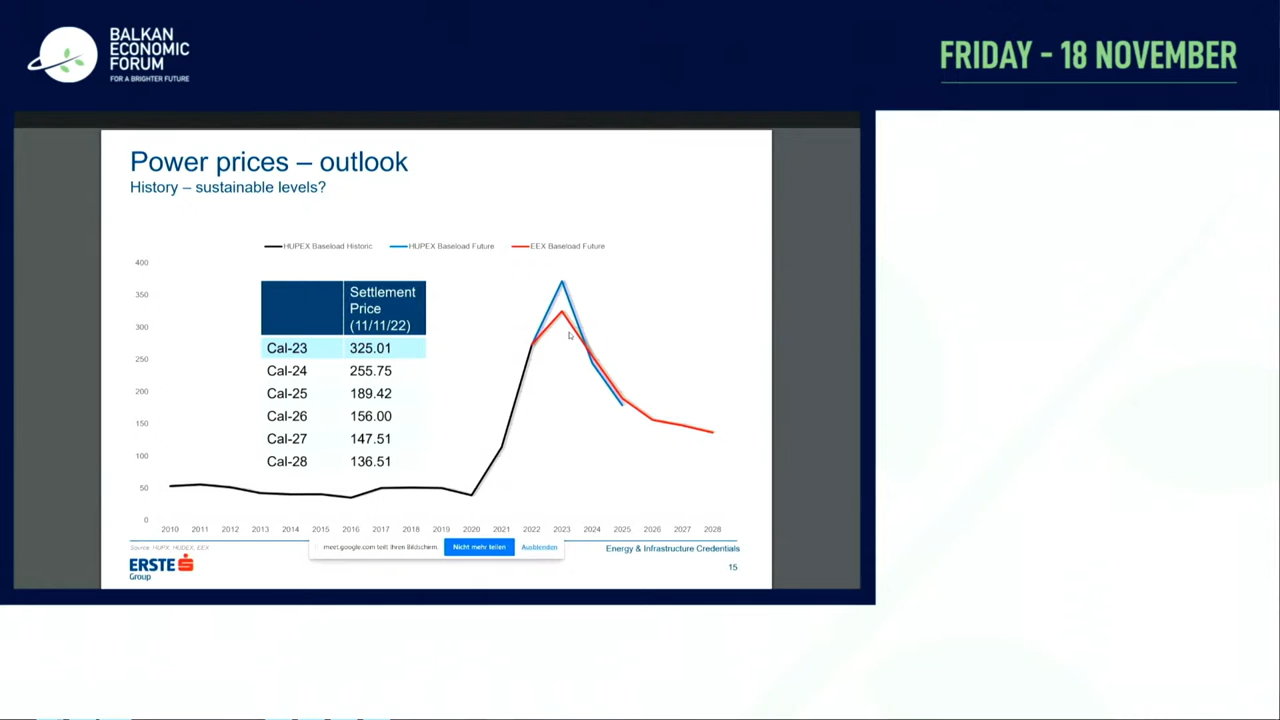 BALKAN
ECONOMIC
FORUM
FOR A BRIGHTER FUTURE
FRIDAY - 18 NOVEMBER
Power prices – outlook
History – sustainable levels?
HUPEX Baseload Historic
HUPEX Baseload Future
EEX Baseload Future
400
350
300
250
200
150
100
50
0
Settlement
Price
(11/11/22)
Cal-23 325.01
Cal-24 255.75
Cal-25 189.42
Cal-26 156.00
Cal-27 147.51
Cal-28 136.51
2010 2011 2012 2013 2014 2015 2016 2017 2018 2019 2020 2021 2022 2023 2024 2025 2026 2027 2028
Source: HUPX, HUDEX, EEX
meet.google.com teilt Ihren Bildschirm.
Nicht mehr teilen
Ausblenden
Energy & Infrastructure Credentials
ERSTE
Group
15